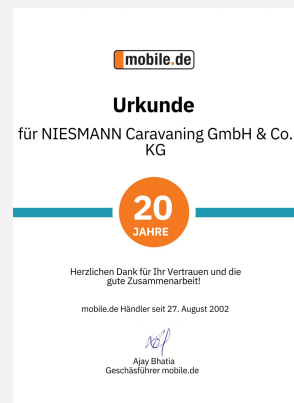 mobile.de
Urkunde
für NIESMANN Caravaning GmbH & Co.
KG
20
JAHRE
Herzlichen Dank für Ihr Vertrauen und die
gute Zusammenarbeit!
mobile.de Händler seit 27. August 2002
Ajay Bhatia
Geschäsführer mobile.de